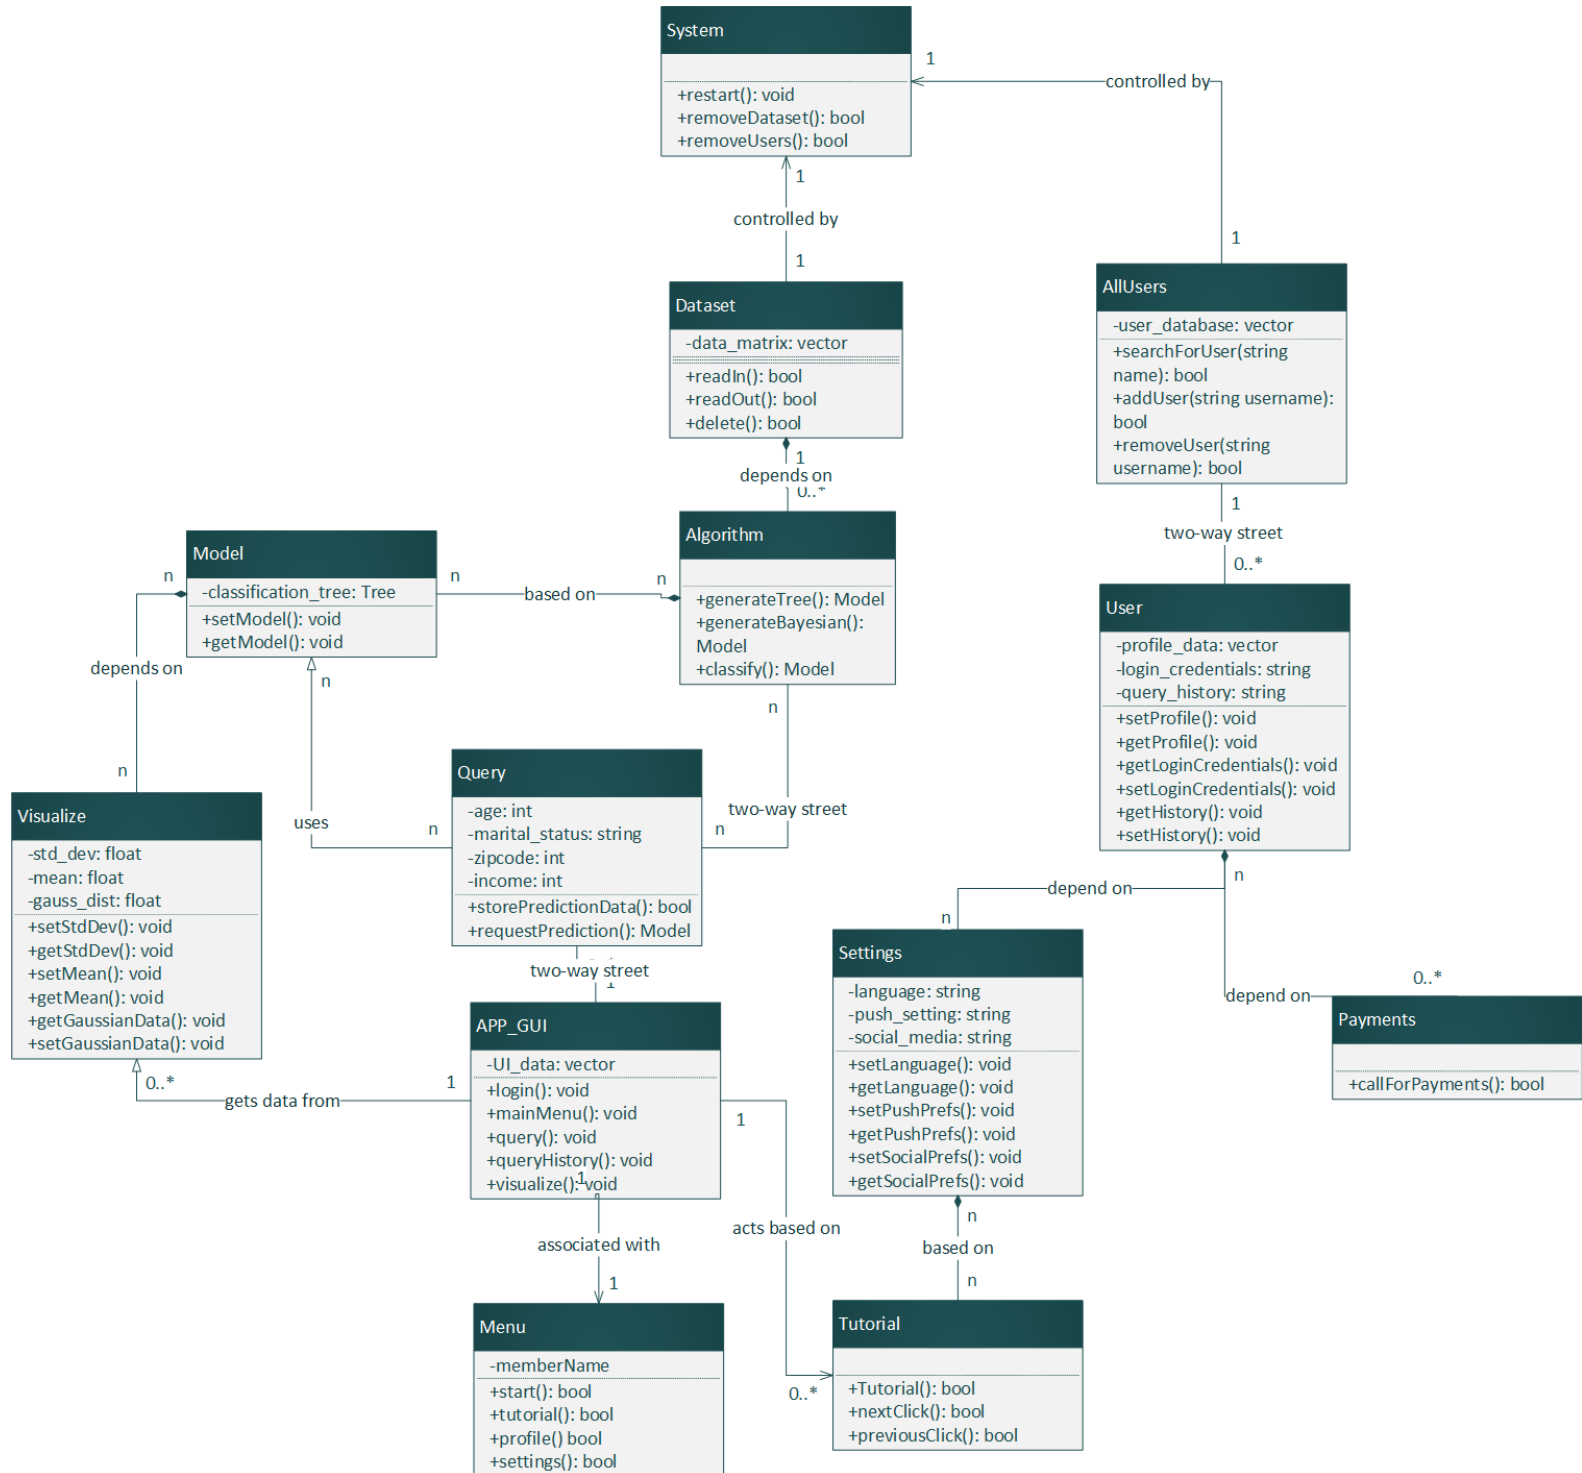 System
+restart(): void
+removeDataset(): bool
+removeUsers(): bool
1
controlled by
1
controlled by
1
1
Dataset
-data_matrix: vector
+readIn(): bool
+readOut(): bool
+delete(): bool
AllUsers
-user_database: vector
+searchForUser(string
name): bool
+addUser(string username):
bool
+removeUser(string
username): bool
1
depends on
0..*
1
two-way street
0..*
Model
-classification_tree: Tree
+setModel(): void
+getModel(): void
n
n
based on
n
Algorithm
+generateTree(): Model
+generateBayesian():
Model
+classify(): Model
User
-profile_data: vector
-login_credentials: string
-query_history: string
+setProfile(): void
+getProfile(): void
+getLoginCredentials(): void
+setLoginCredentials(): void
+getHistory(): void
+setHistory(): void
depends on
n
n
uses
n
n
two-way street
n
Query
-age: int
-marital_status: string
-zipcode: int
-income: int
+storePredictionData(): bool
+requestPrediction(): Model
Visualize
-std_dev: float
-mean: float
-gauss_dist: float
+setStdDev(): void
+getStdDev(): void
+setMean(): void
+getMean(): void
+getGaussianData(): void
+setGaussianData(): void
n
depend on
n
depend on
0..*
two-way street
1
Settings
-language: string
-push_setting: string
-social_media: string
+setLanguage(): void
+getLanguage(): void
+setPushPrefs(): void
+getPushPrefs(): void
+setSocialPrefs(): void
+getSocialPrefs(): void
Payments
+callForPayments(): bool
APP_GUI
-UI_data: vector
+login(): void
+mainMenu(): void
+query(): void
+queryHistory(): void
+visualize(): void
0..*
gets data from
1
1
acts based on
0..*
1
associated with
1
n
based on
n
Menu
-memberName
+start(): bool
+tutorial(): bool
+profile() bool
+settings(): bool
Tutorial
+Tutorial(): bool
+nextClick(): bool
+previousClick(): bool